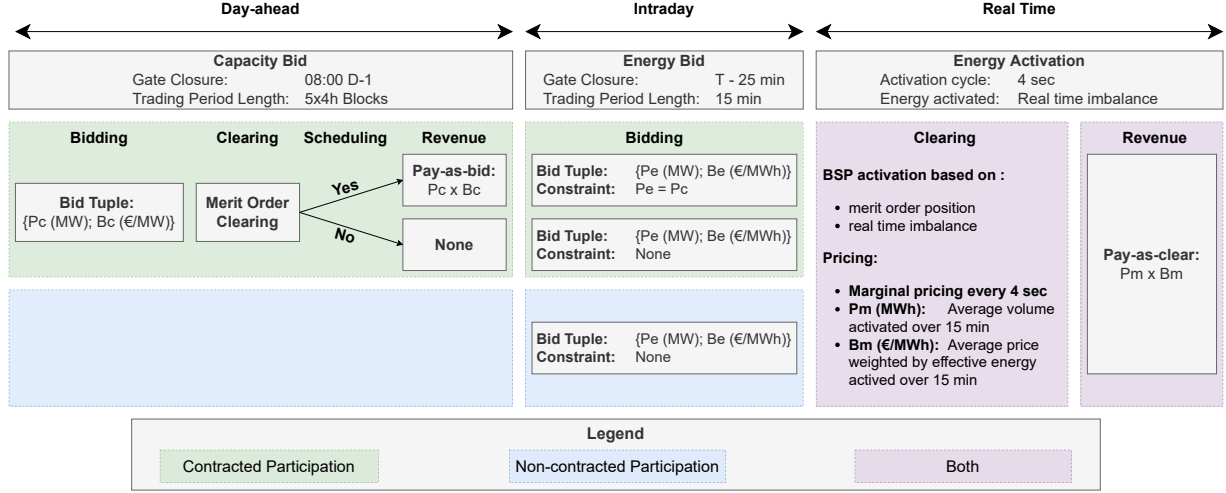 Day-ahead
Intraday
Real Time
Capacity Bid
Gate Closure: 08:00 D-1
Trading Period Length: 5x4h Blocks
Energy Bid
Gate Closure: T - 25 min
Trading Period Length: 15 min
Energy Activation
Activation cycle: 4 sec
Energy activated: Real time imbalance
Bidding
Clearing
Scheduling
Revenue
Bid Tuple:
{Pc (MW); Bc (€/MW)}
Merit Order
Clearing
Yes
No
Pay-as-bid:
Pc x Bc
None
Bidding
Bid Tuple: {Pe (MW); Be (€/MWh)}
Constraint: Pe = Pc
Bid Tuple: {Pe (MW); Be (€/MWh)}
Constraint: None
Bid Tuple: {Pe (MW); Be (€/MWh)}
Constraint: None
Clearing
BSP activation based on :
• merit order position
• real time imbalance
Pricing:
• Marginal pricing every 4 sec
• Pm (MWh): Average volume
activated over 15 min
• Bm (€/MWh): Average price
weighted by effective energy
actived over 15 min
Revenue
Pay-as-clear:
Pm x Bm
Legend
Contracted Participation
Non-contracted Participation
Both